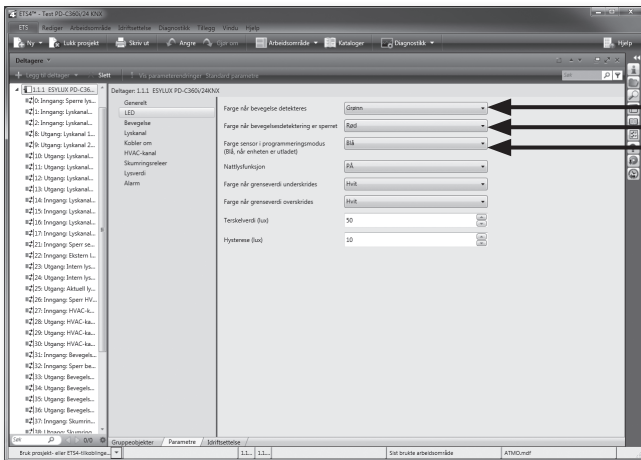 ETS4™ - Test PD-C360i/24 KNX
ETS Rediger Arbeidsområde Idriftsettelse Diagnostikk Tillegg Vindu Hjelp
Ny Lukk prosjekt Skriv ut Angre Gjør om Arbeidsområde Kataloger Diagnostikk Hjelp
Deltagere
Legg til deltager Slett Vis parameterendringer Standard parametre Søk
1.1.1 ESYLUX PD-C36...
0: Inngang: Sperre lys...
1: Inngang: Lyskanal...
2: Inngang: Lyskanal...
8: Utgang: Lyskanal 1...
9: Utgang: Lyskanal 2...
10: Utgang: Lyskanal...
11: Utgang: Lyskanal...
12: Utgang: Lyskanal...
13: Utgang: Lyskanal...
14: Inngang: Lyskanal...
15: Inngang: Lyskanal...
16: Inngang: Lyskanal...
17: Inngang: Lyskanal...
21: Inngang: Sperr se...
22: Inngang: Ekstern l...
23: Utgang: Intern lys...
24: Utgang: Intern lys...
25: Utgang: Aktuell ly...
26: Inngang: Sperr HV...
27: Inngang: HVAC-k...
28: Utgang: HVAC-ka...
29: Utgang: HVAC-ka...
30: Utgang: HVAC-ka...
31: Inngang: Bevegels...
32: Inngang: Sperr be...
33: Utgang: Bevegels...
34: Utgang: Bevegels...
35: Utgang: Bevegels...
36: Utgang: Bevegels...
37: Inngang: Skumrin...
38: Utgang: Skumring...
Søk 0/0
Deltager: 1.1.1 ESYLUX PD-C360i/24KNX
Generelt
LED
Bevegelse
Lyskanal
Kobler om
HVAC-kanal
Skumringsreleer
Lysverdi
Alarm
Farge når bevegelse detekteres Grønn
Farge når bevegelsesdetektering er sperret Rød
Farge sensor i programmeringsmodus Blå
(Blå, når enheten er utladet)
Nattlysfunksjon PÅ
Farge når grenseverdi underskrides Hvit
Farge når grenseverdi overskrides Hvit
Terskelverdi (lux) 50
Hysterese (lux) 10
Gruppeobjekter Parametre Idriftsettelse
Bruk prosjekt- eller ETS4-tilkoblinge... 1.1... 1.1... Sist brukte arbeidsområde ATMO.mdf